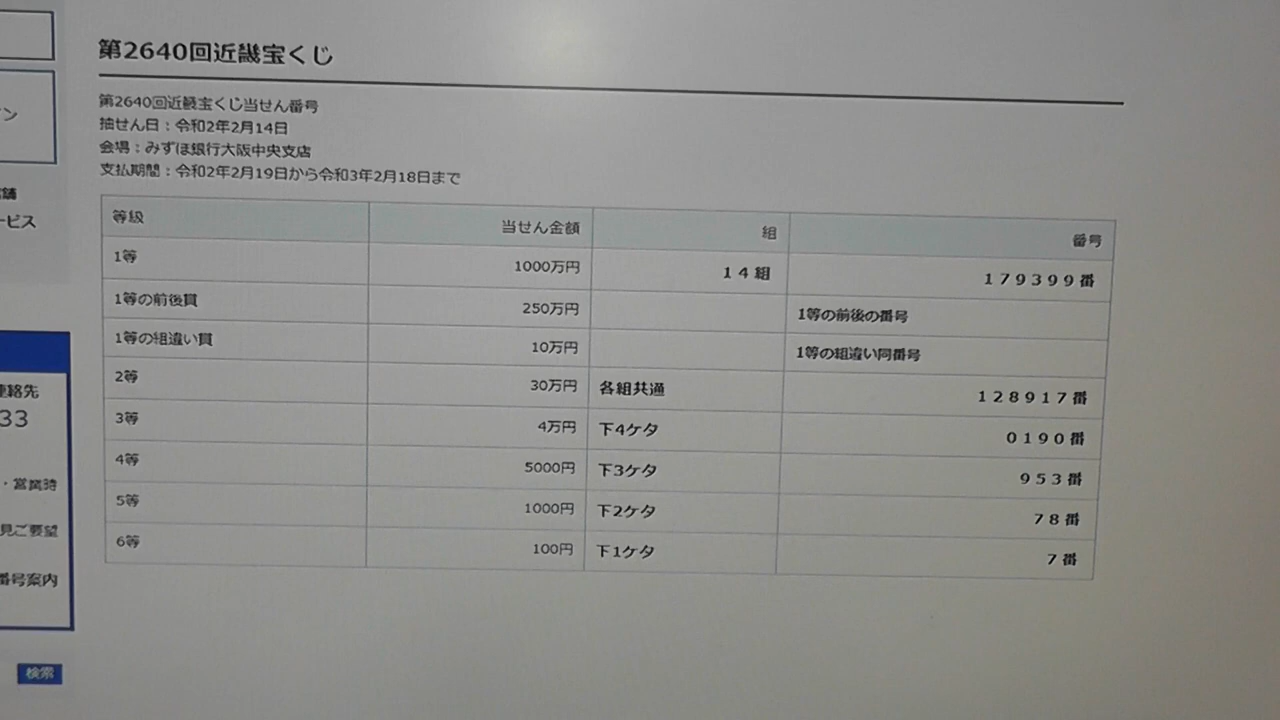 第2640回近畿宝くじ
第2640回近畿宝くじ当せん番号
抽せん日：令和2年2月14日
会場：みずほ銀行大阪中央支店
支払期間：令和2年2月19日から令和3年2月18日まで
等級 当せん金額 組 番号
1等 1000万円 １４組 １７９３９９番
1等の前後賞 250万円 1等の前後の番号
1等の組違い賞 10万円 1等の組違い同番号
2等 30万円 各組共通 １２８９１７番
3等 4万円 下4ケタ ０１９０番
4等 5000円 下3ケタ ９５３番
5等 1000円 下2ケタ ７８番
6等 100円 下1ケタ ７番
ン
舗
ービス
連絡先
33
・営業時
見ご要望
番号案内
検索